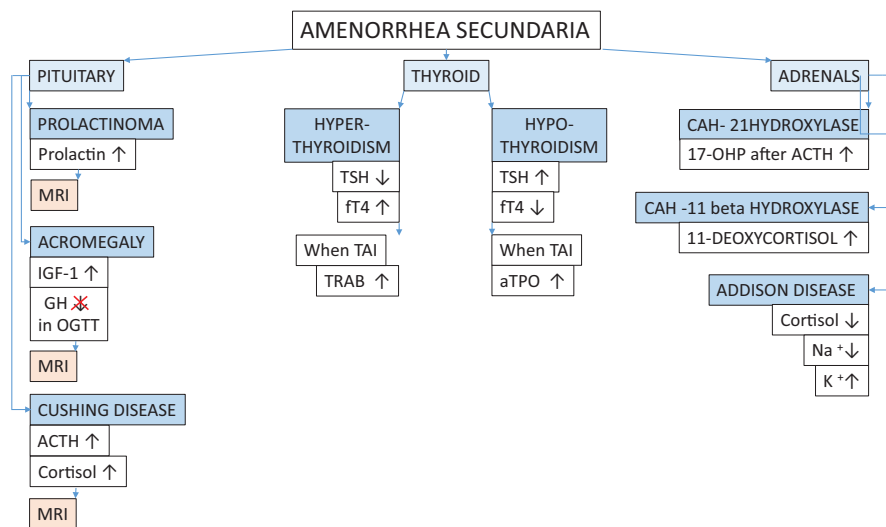 AMENORRHEA SECUNDARIA
PITUITARY
THYROID
ADRENALS
PROLACTINOMA
Prolactin ↑
MRI
ACROMEGALY
IGF-1 ↑
GH ↓
in OGTT
MRI
CUSHING DISEASE
ACTH ↑
Cortisol ↑
MRI
HYPER-
THYROIDISM
TSH ↓
fT4 ↑
When TAI
TRAB ↑
HYPO-
THYROIDISM
TSH ↑
fT4 ↓
When TAI
aTPO ↑
CAH- 21HYDROXYLASE
17-OHP after ACTH ↑
CAH -11 beta HYDROXYLASE
11-DEOXYCORTISOL ↑
ADDISON DISEASE
Cortisol ↓
Na +↓
K +↑